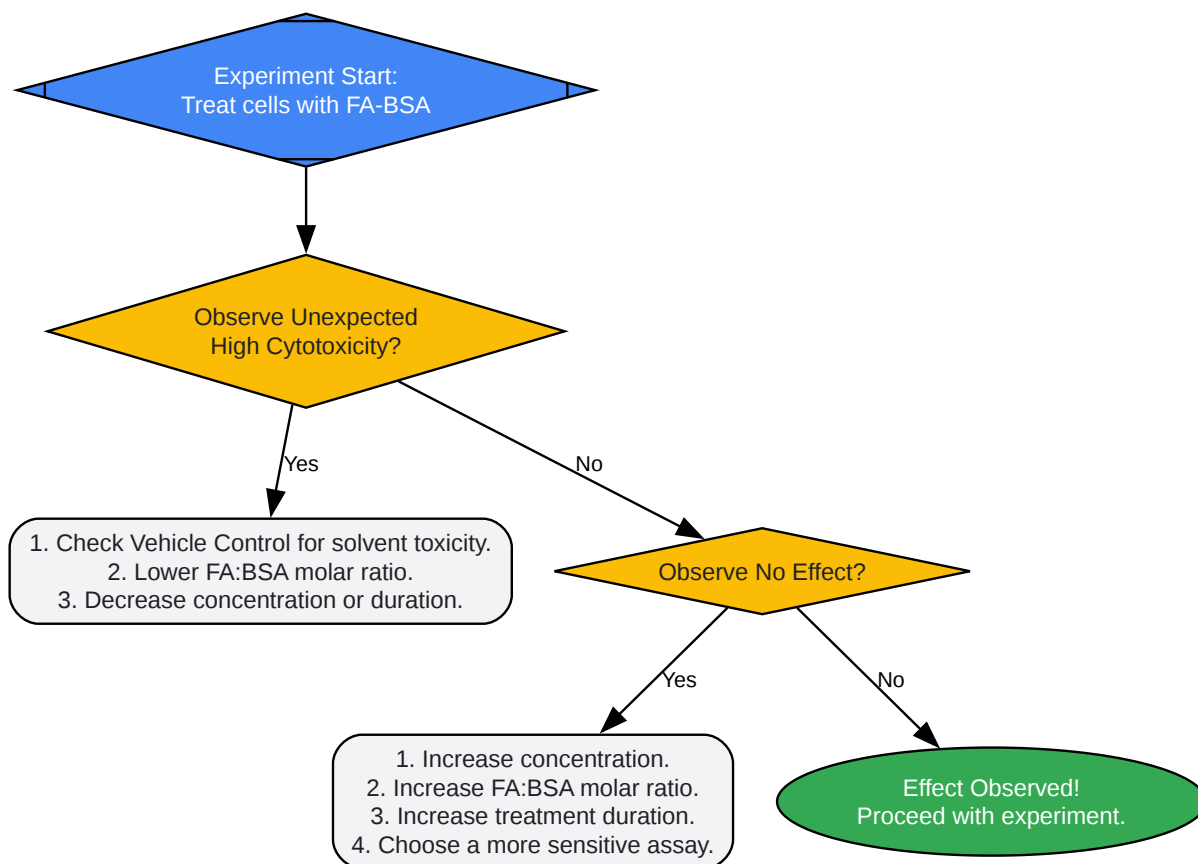 Experiment Start:
Treat cells with FA-BSA
Observe Unexpected
High Cytotoxicity?
Yes
No
1. Check Vehicle Control for solvent toxicity.
2. Lower FA:BSA molar ratio.
3. Decrease concentration or duration.
Observe No Effect?
Yes
No
1. Increase concentration.
2. Increase FA:BSA molar ratio.
3. Increase treatment duration.
4. Choose a more sensitive assay.
Effect Observed!
Proceed with experiment.